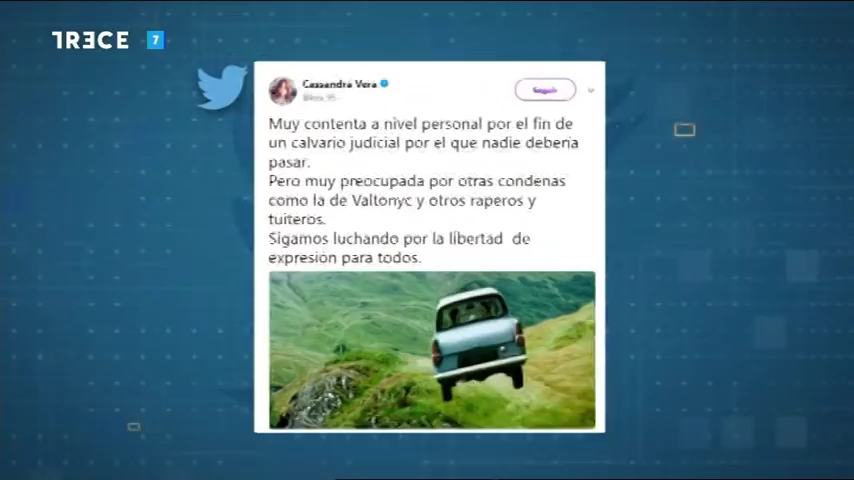 TRECE 7
Cassandra Vera
Seguir
Muy contenta a nivel personal por el fin de
un calvario judicial por el que nadie debería
pasar.
Pero muy preocupada por otras condenas
como la de Valtonyc y otros raperos y
tuiteros.
Sigamos luchando por la libertad de
expresión para todos.